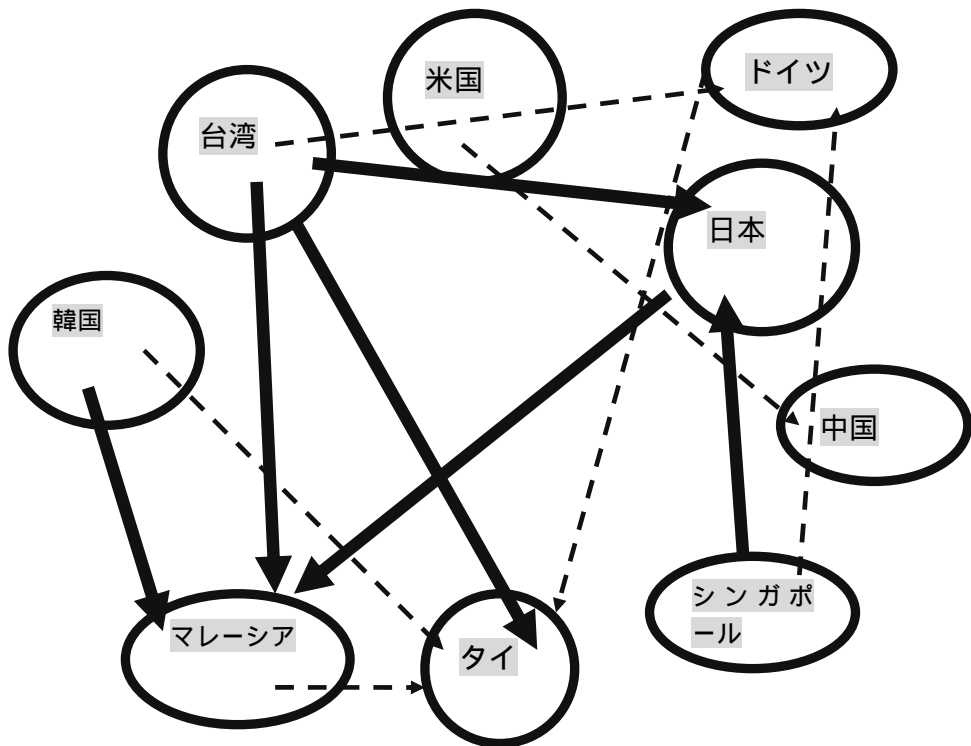 米国
ドイツ
台湾
日本
韓国
中国
シンガポ
ール
マレーシア
タイ